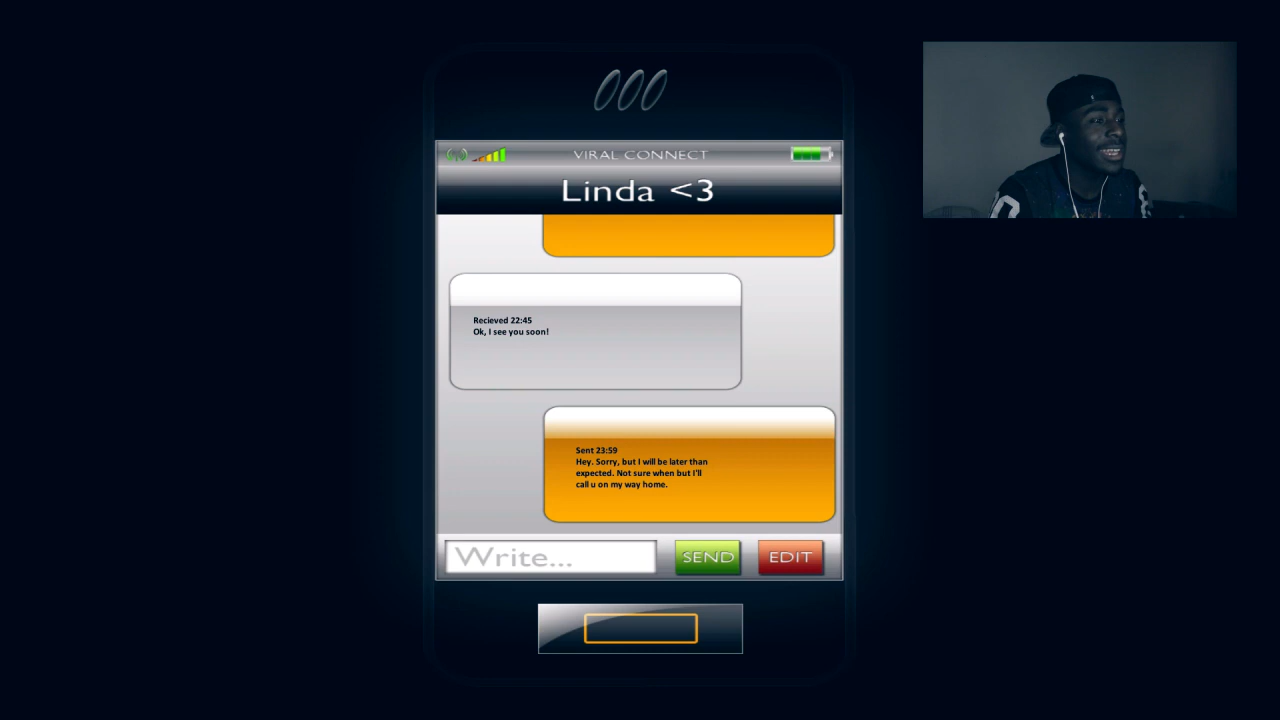 VIRAL CONNECT
Linda <3
Recieved 22:45
Ok, I see you soon!
Sent 23:59
Hey. Sorry, but I will be later than
expected. Not sure when but I'll
call u on my way home.
Write...
SEND
EDIT